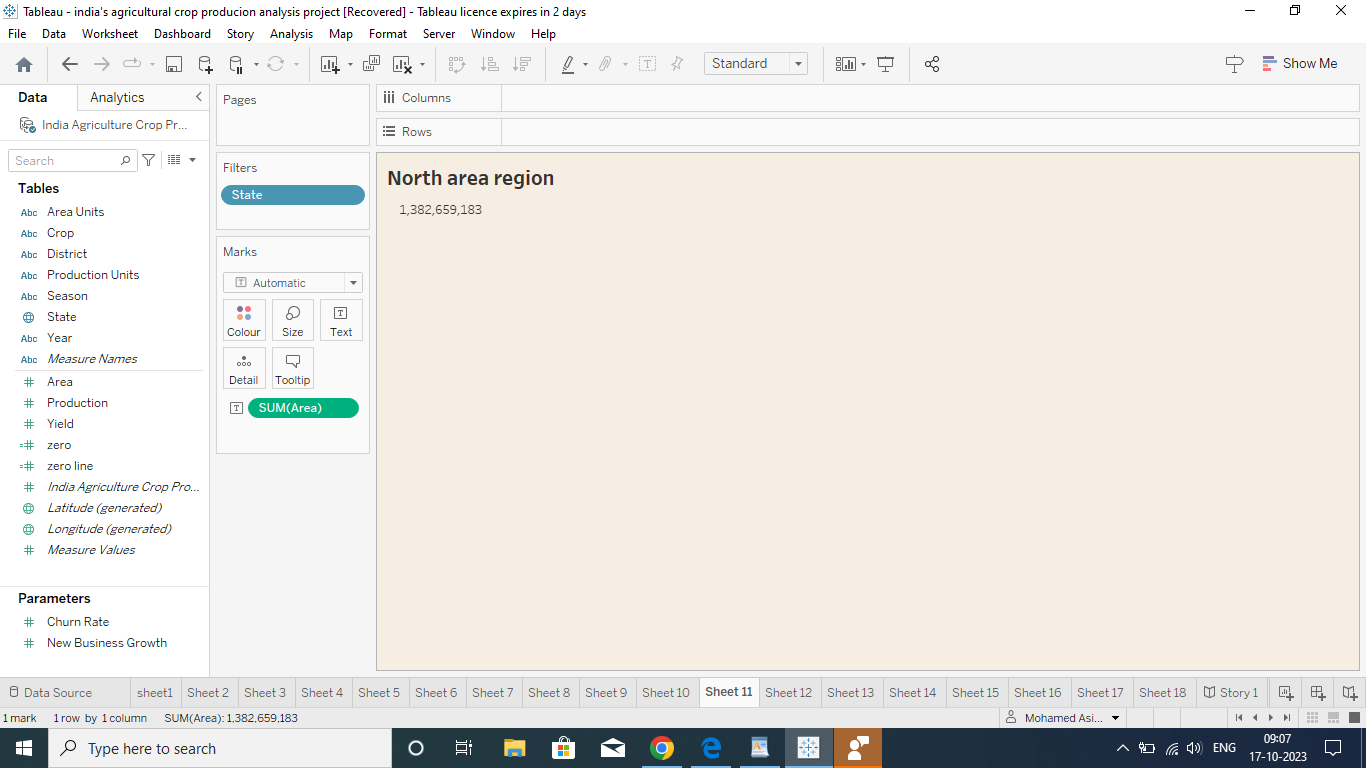 Tableau - india's agricultural crop producion analysis project [Recovered] - Tableau licence expires in 2 days
File Data Worksheet Dashboard Story Analysis Map Format Server Window Help
Standard
Show Me
Data
Analytics
India Agriculture Crop Pr...
Search
Tables
Abc Area Units
Abc Crop
Abc District
Abc Production Units
Abc Season
State
Abc Year
Abc Measure Names
Area
Production
Yield
zero
zero line
India Agriculture Crop Pro...
Latitude (generated)
Longitude (generated)
Measure Values
Parameters
Churn Rate
New Business Growth
Pages
Filters
State
Marks
Automatic
Colour
Size
Text
Detail
Tooltip
SUM(Area)
Columns
Rows
North area region
1,382,659,183
Data Source sheet1 Sheet 2 Sheet 3 Sheet 4 Sheet 5 Sheet 6 Sheet 7 Sheet 8 Sheet 9 Sheet 10 Sheet 11 Sheet 12 Sheet 13 Sheet 14 Sheet 15 Sheet 16 Sheet 17 Sheet 18 Story 1
1 mark 1 row by 1 column SUM(Area): 1,382,659,183
Mohamed Asi...
Type here to search
ENG
09:07
17-10-2023